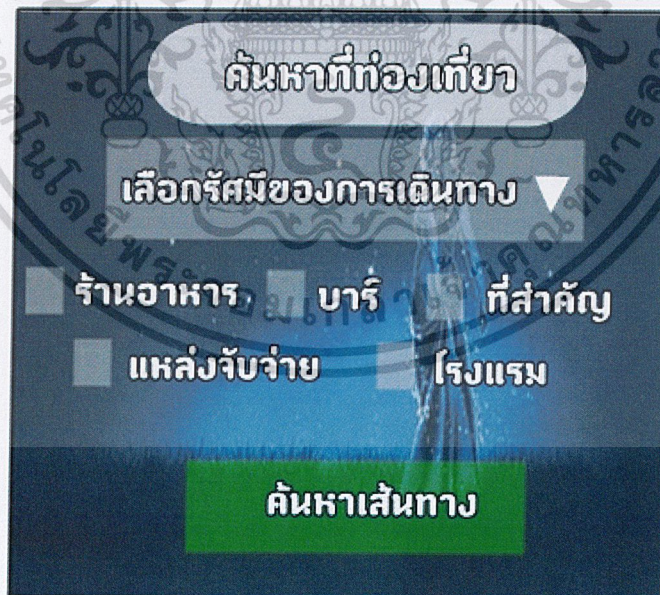 ค้นหาที่ท่องเที่ยว
เลือกรัศมีของการเดินทาง ▼
ร้านอาหาร บาร์ ที่สำคัญ
แหล่งจับจ่าย โรงแรม
ค้นหาเส้นทาง